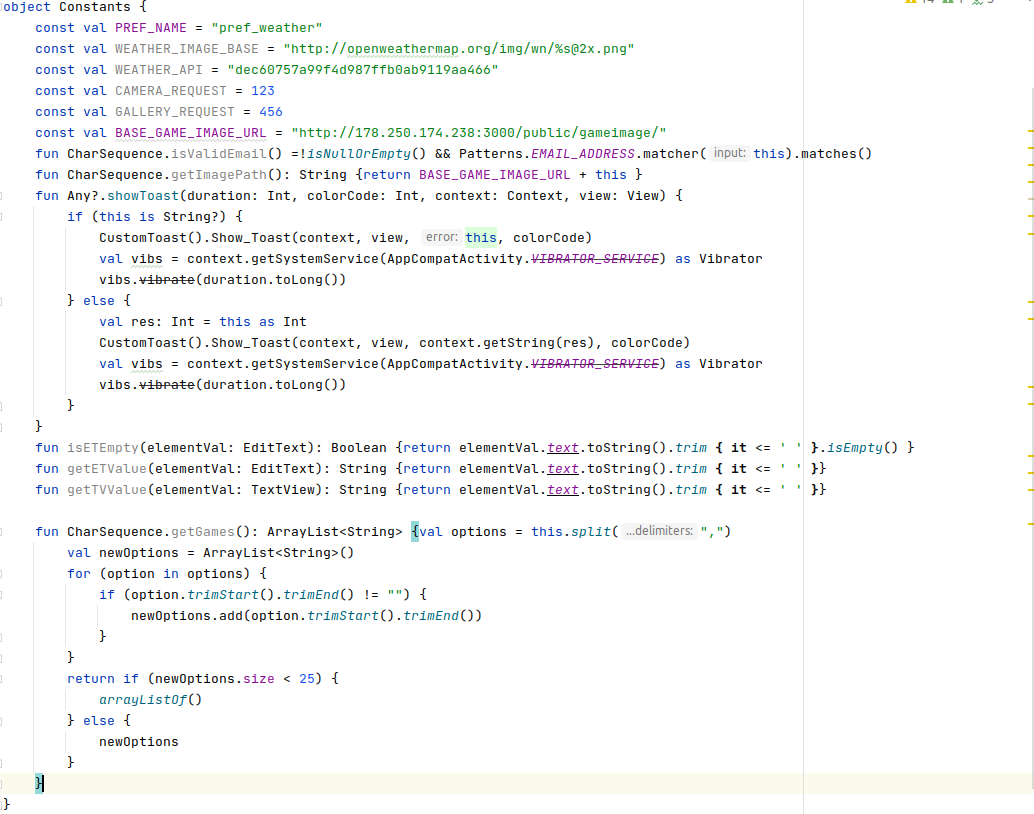 object Constants {
const val PREF_NAME = "pref_weather"
const val WEATHER_IMAGE_BASE = "http://openweathermap.org/img/wn/%s@2x.png"
const val WEATHER_API = "dec60757a99f4d987ffb0ab9119aa466"
const val CAMERA_REQUEST = 123
const val GALLERY_REQUEST = 456
const val BASE_GAME_IMAGE_URL = "http://178.250.174.238:3000/public/gameimage/"
fun CharSequence.isValidEmail() =!isNullOrEmpty() && Patterns.EMAIL_ADDRESS.matcher( input: this).matches()
fun CharSequence.getImagePath(): String {return BASE_GAME_IMAGE_URL + this }
fun Any?.showToast(duration: Int, colorCode: Int, context: Context, view: View) {
if (this is String?) {
CustomToast().Show_Toast(context, view, error: this, colorCode)
val vibs = context.getSystemService(AppCompatActivity.VIBRATOR_SERVICE) as Vibrator
vibs.vibrate(duration.toLong())
} else {
val res: Int = this as Int
CustomToast().Show_Toast(context, view, context.getString(res), colorCode)
val vibs = context.getSystemService(AppCompatActivity.VIBRATOR_SERVICE) as Vibrator
vibs.vibrate(duration.toLong())
}
}
fun isETEmpty(elementVal: EditText): Boolean {return elementVal.text.toString().trim { it <= ' ' }.isEmpty() }
fun getETValue(elementVal: EditText): String {return elementVal.text.toString().trim { it <= ' ' }}
fun getTVValue(elementVal: TextView): String {return elementVal.text.toString().trim { it <= ' ' }}
fun CharSequence.getGames(): ArrayList<String> {val options = this.split( ...delimiters: ",")
val newOptions = ArrayList<String>()
for (option in options) {
if (option.trimStart().trimEnd() != "") {
newOptions.add(option.trimStart().trimEnd())
}
}
return if (newOptions.size < 25) {
arrayListOf()
} else {
newOptions
}
}
}